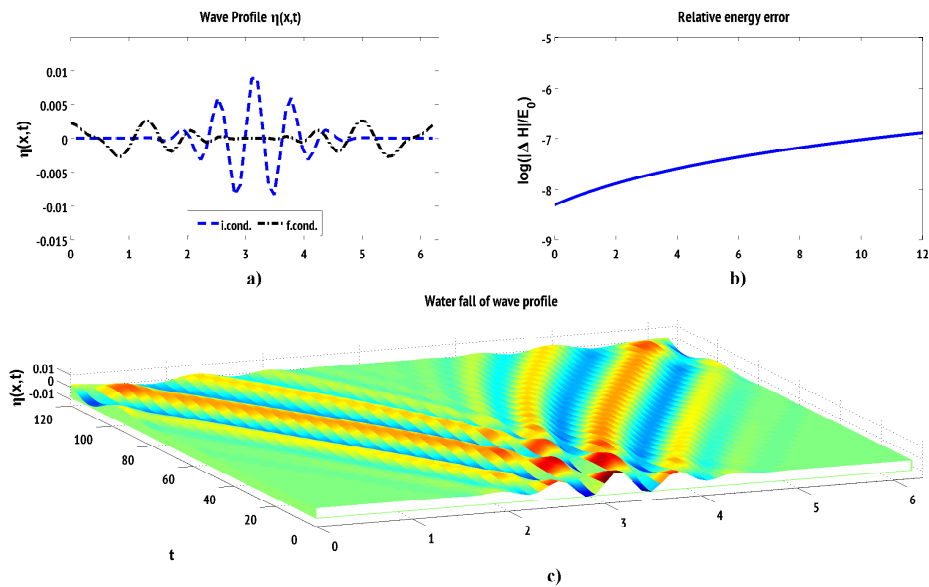 Wave Profile η(x,t)
η(x,t)
0.01
0.005
0
-0.005
-0.01
-0.015
i.cond. f.cond.
0 1 2 3 4 5 6
a)
Relative energy error
log(|Δ H|/E0)
-5
-6
-7
-8
-9
0 2 4 6 8 10 12
b)
Water fall of wave profile
η(x,t)
0.01
0
-0.01
120
100
80
60
40
20
0
t
0 1 2 3 4 5 6
c)